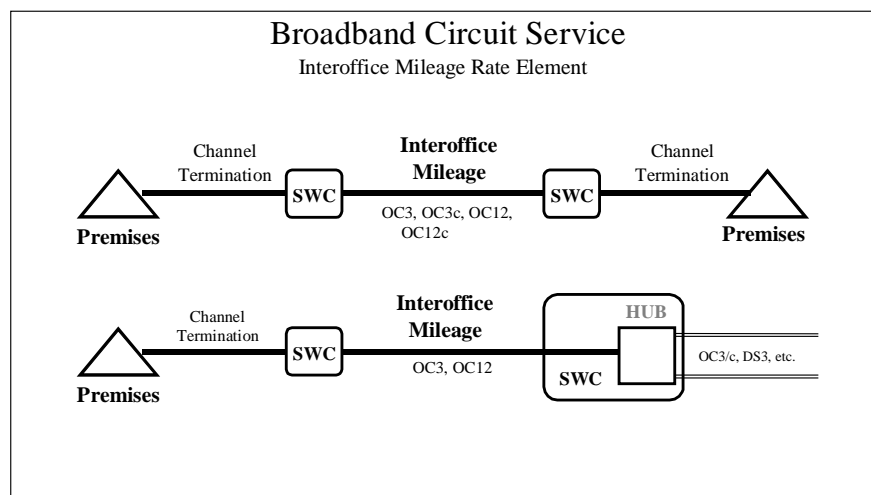 Broadband Circuit Service
Interoffice Mileage Rate Element
Channel
Termination
Interoffice
Mileage
Channel
Termination
SWC
SWC
OC3, OC3c, OC12,
OC12c
Premises
Premises
Channel
Termination
Interoffice
Mileage
HUB
SWC
OC3, OC12
SWC
OC3/c, DS3, etc.
Premises